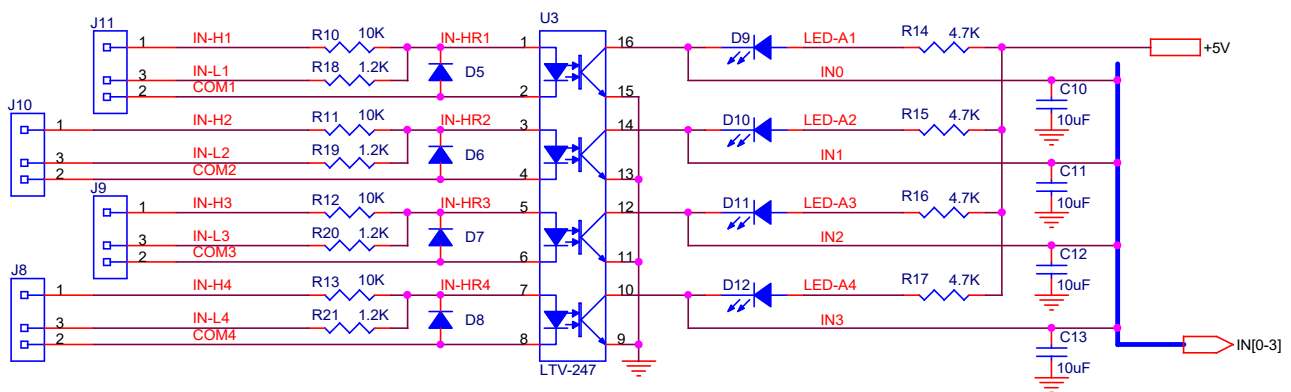 J11 U3
1 IN-H1 R10 10K IN-HR1 1 16 D9 LED-A1 R14 4.7K +5V
3 IN-L1 R18 1.2K D5 IN0 C10
2 COM1 2 15 10uF
J10
1 IN-H2 R11 10K IN-HR2 3 14 D10 LED-A2 R15 4.7K
3 IN-L2 R19 1.2K D6 IN1 C11
2 COM2 4 13 10uF
J9
1 IN-H3 R12 10K IN-HR3 5 12 D11 LED-A3 R16 4.7K
3 IN-L3 R20 1.2K D7 IN2 C12
2 COM3 6 11 10uF
J8
1 IN-H4 R13 10K IN-HR4 7 10 D12 LED-A4 R17 4.7K
3 IN-L4 R21 1.2K D8 IN3 C13
2 COM4 8 9 IN[0-3]
LTV-247 10uF